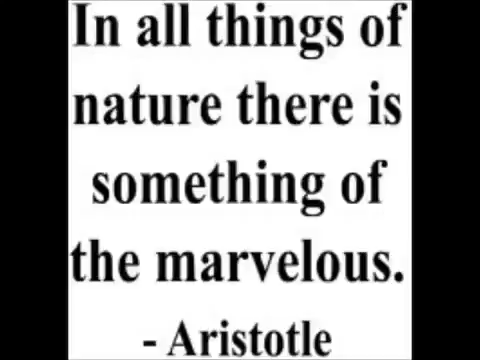 In all things of
nature there is
something of
the marvelous.
- Aristotle